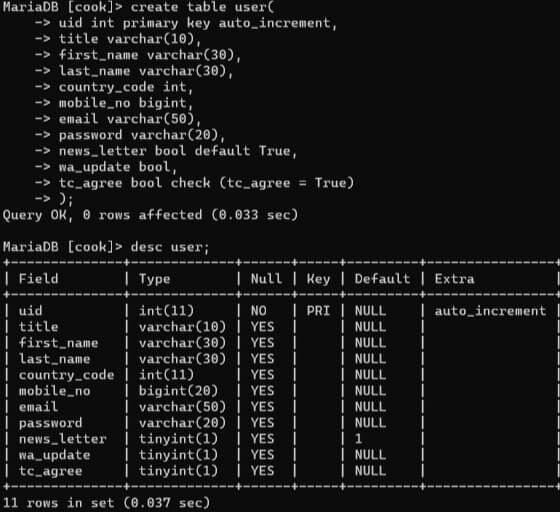 MariaDB [cook]> create table user(
    -> uid int primary key auto_increment,
    -> title varchar(10),
    -> first_name varchar(30),
    -> last_name varchar(30),
    -> country_code int,
    -> mobile_no bigint,
    -> email varchar(50),
    -> password varchar(20),
    -> news_letter bool default True,
    -> wa_update bool,
    -> tc_agree bool check (tc_agree = True)
    -> );
Query OK, 0 rows affected (0.033 sec)
MariaDB [cook]> desc user;
+--------------+-------------+------+-----+---------+----------------+
| Field        | Type        | Null | Key | Default | Extra          |
+--------------+-------------+------+-----+---------+----------------+
| uid          | int(11)     | NO   | PRI | NULL    | auto_increment |
| title        | varchar(10) | YES  |     | NULL    |                |
| first_name   | varchar(30) | YES  |     | NULL    |                |
| last_name    | varchar(30) | YES  |     | NULL    |                |
| country_code | int(11)     | YES  |     | NULL    |                |
| mobile_no    | bigint(20)  | YES  |     | NULL    |                |
| email        | varchar(50) | YES  |     | NULL    |                |
| password     | varchar(20) | YES  |     | NULL    |                |
| news_letter  | tinyint(1)  | YES  |     | 1       |                |
| wa_update    | tinyint(1)  | YES  |     | NULL    |                |
| tc_agree     | tinyint(1)  | YES  |     | NULL    |                |
+--------------+-------------+------+-----+---------+----------------+
11 rows in set (0.037 sec)